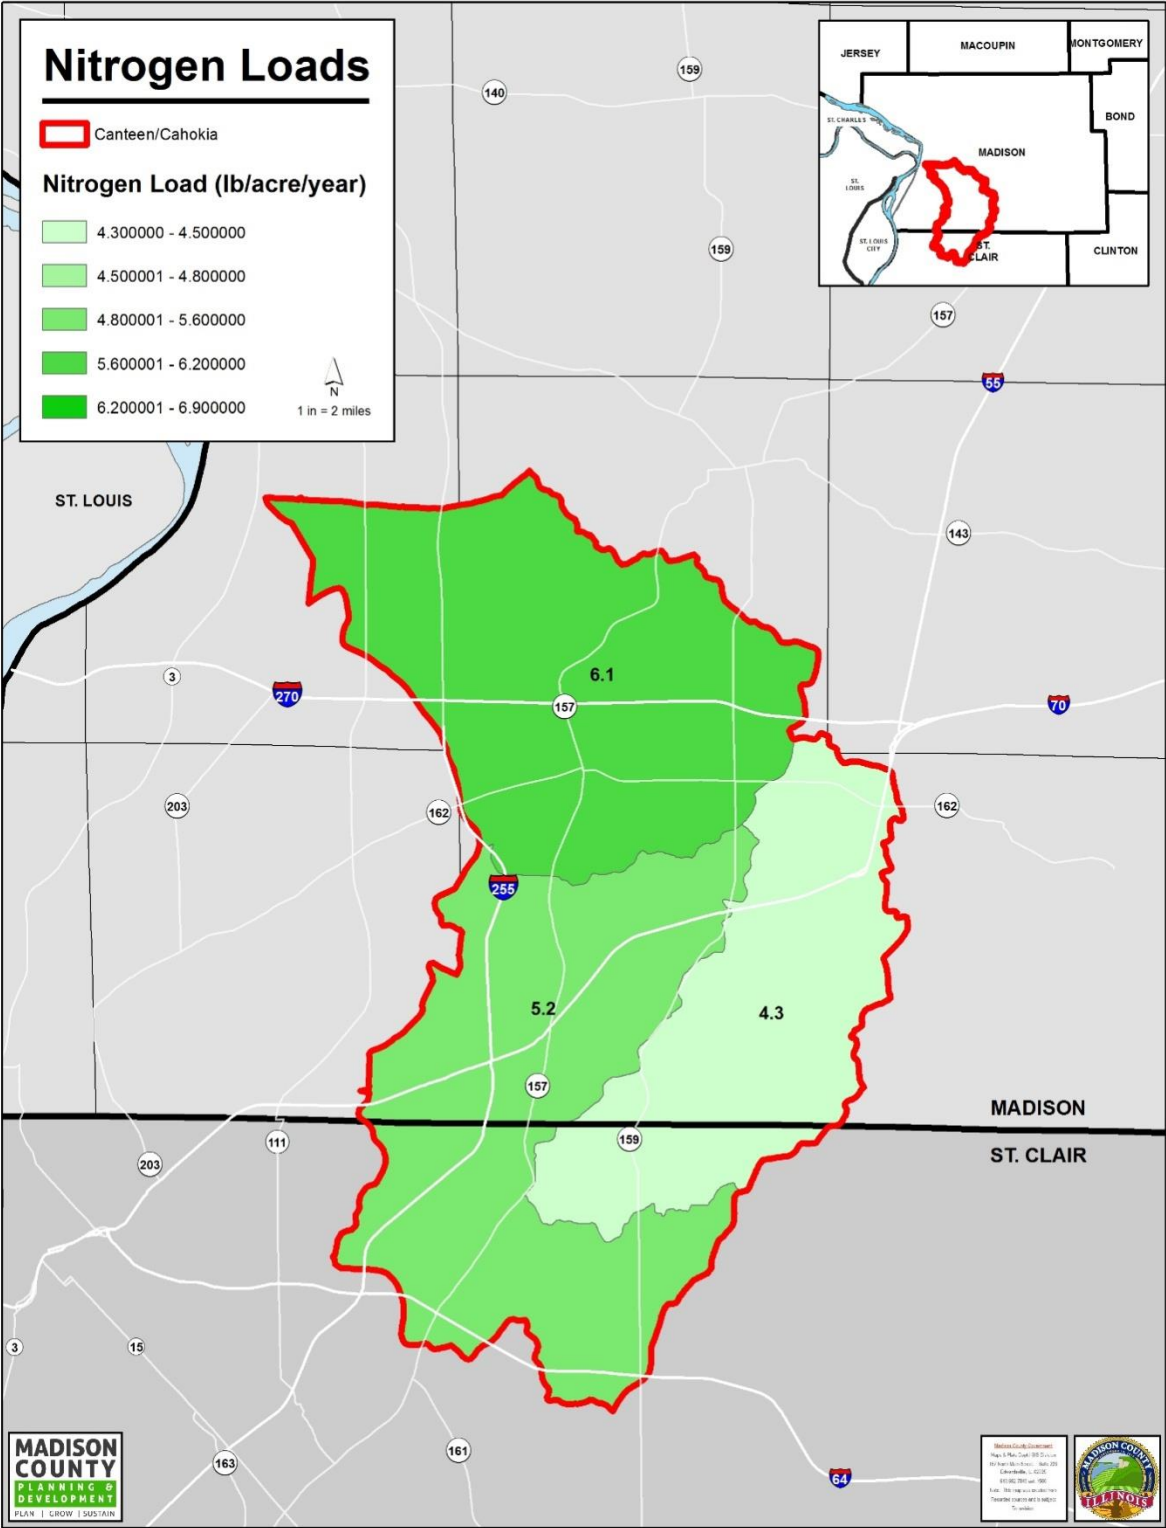 Nitrogen Loads
Canteen/Cahokia
Nitrogen Load (lb/acre/year)
4.300000 - 4.500000
4.500001 - 4.800000
4.800001 - 5.600000
5.600001 - 6.200000
6.200001 - 6.900000
N
1 in = 2 miles
JERSEY
MACOUPIN
MONTGOMERY
BOND
ST. CHARLES
MADISON
ST.
LOUIS
ST. LOUIS
CITY
ST.
CLAIR
CLINTON
159
140
159
157
55
ST. LOUIS
143
6.1
3
270
157
70
203
162
162
255
5.2
4.3
157
MADISON
111
159
ST. CLAIR
203
3
15
161
163
64
MADISON
COUNTY
PLANNING &
DEVELOPMENT
PLAN | GROW | SUSTAIN
Madison County Government
MADISON COUNTY
ILLINOIS